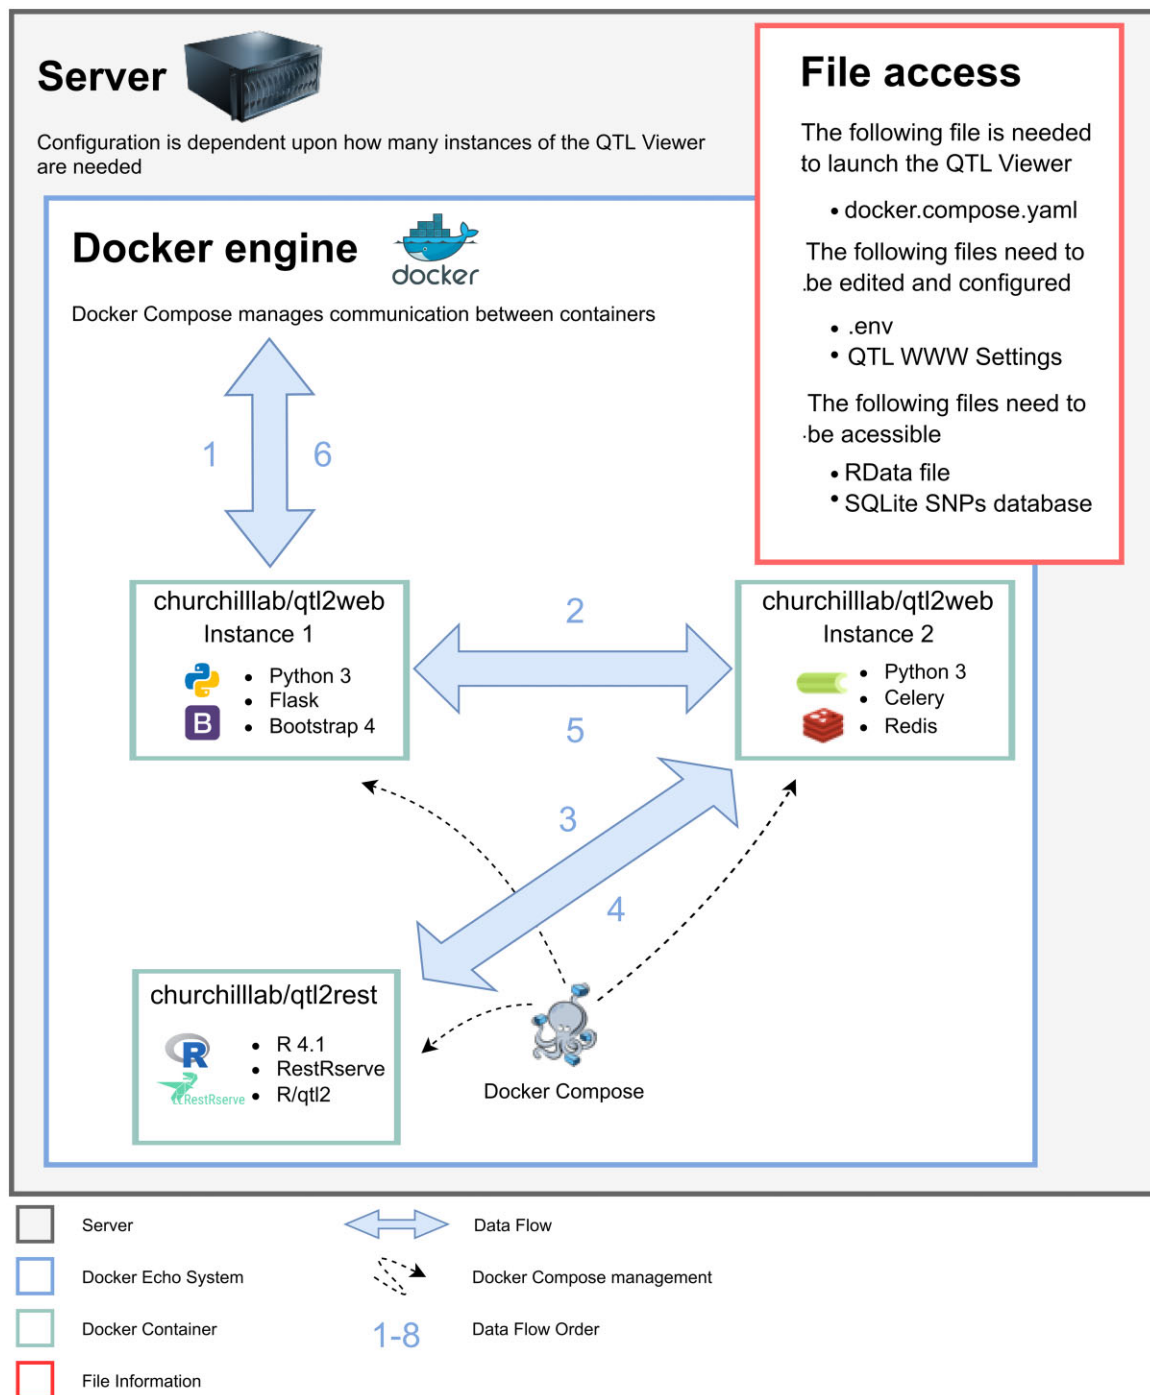 Server
Configuration is dependent upon how many instances of the QTL Viewer
are needed
File access
The following file is needed
to launch the QTL Viewer
• docker.compose.yaml
The following files need to
.be edited and configured
• .env
• QTL WWW Settings
The following files need to
.be acessible
• RData file
• SQLite SNPs database
Docker engine
docker
Docker Compose manages communication between containers
1
6
churchilllab/qtl2web
Instance 1
• Python 3
• Flask
B
• Bootstrap 4
2
5
churchilllab/qtl2web
Instance 2
• Python 3
• Celery
• Redis
3
4
churchilllab/qtl2rest
R
• R 4.1
• RestRserve
RestRserve
• R/qtl2
Docker Compose
Server
Data Flow
Docker Echo System
Docker Compose management
Docker Container
1-8
Data Flow Order
File Information